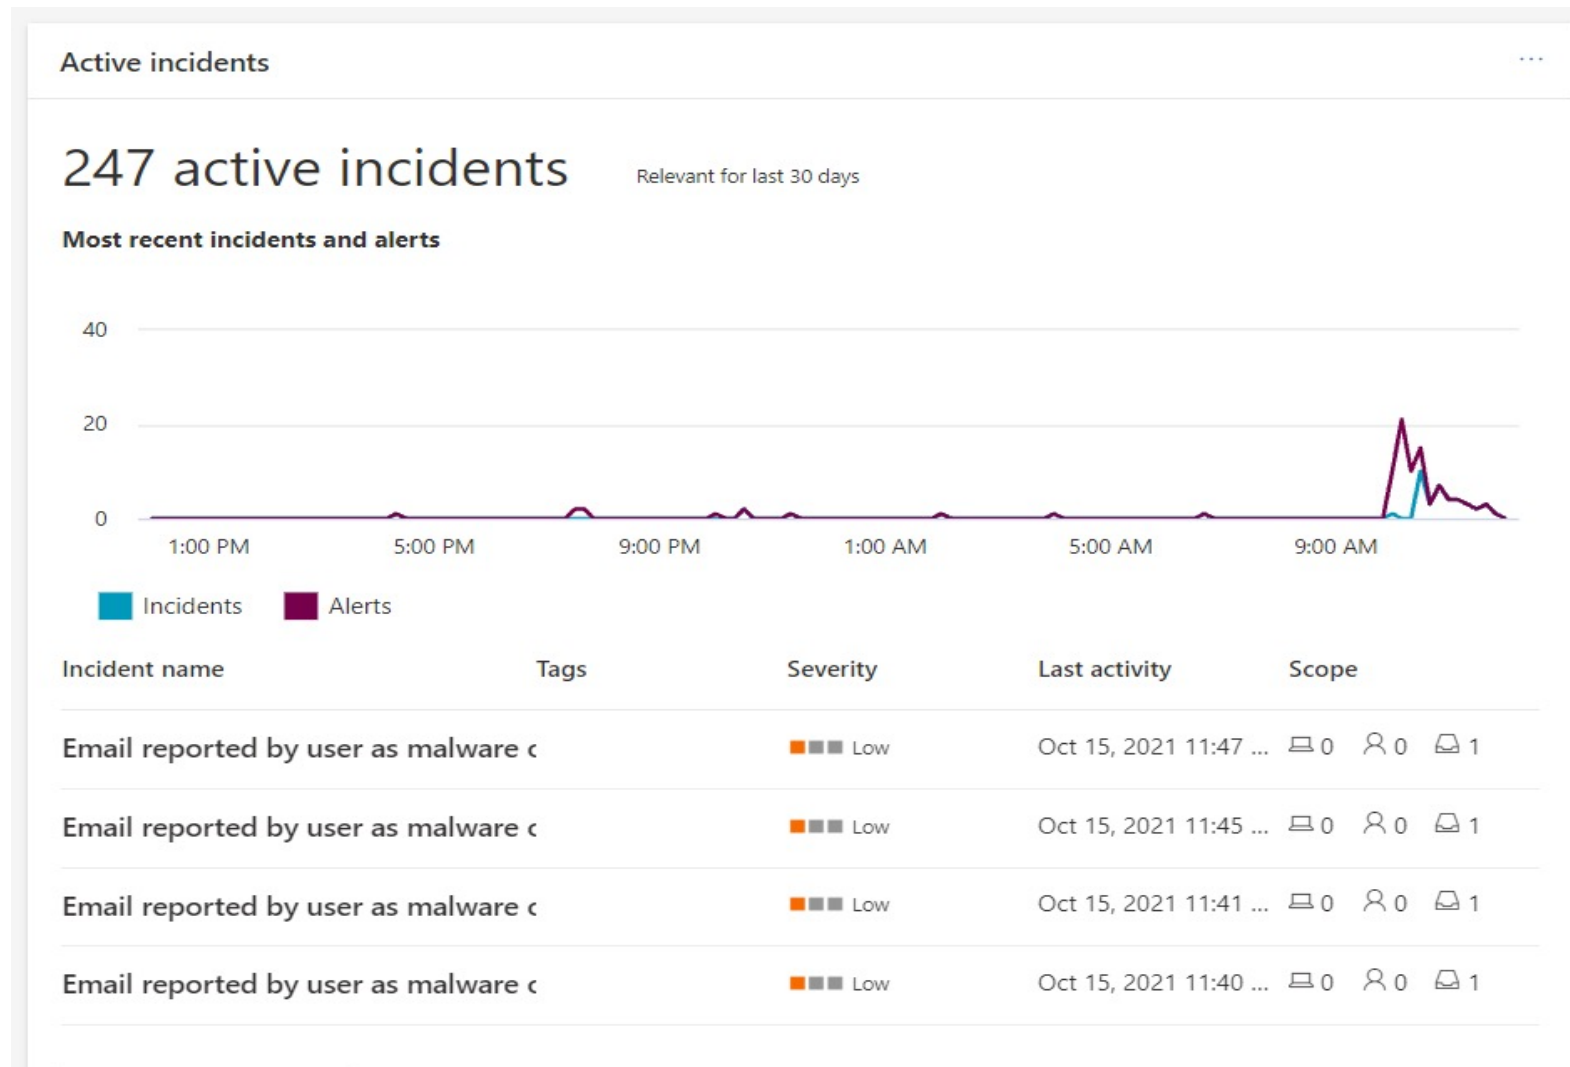 Active incidents
...
247 active incidents Relevant for last 30 days
Most recent incidents and alerts
40
20
0
1:00 PM 5:00 PM 9:00 PM 1:00 AM 5:00 AM 9:00 AM
Incidents Alerts
Incident name Tags Severity Last activity Scope
Email reported by user as malware c Low Oct 15, 2021 11:47 ... 0 0 1
Email reported by user as malware c Low Oct 15, 2021 11:45 ... 0 0 1
Email reported by user as malware c Low Oct 15, 2021 11:41 ... 0 0 1
Email reported by user as malware c Low Oct 15, 2021 11:40 ... 0 0 1